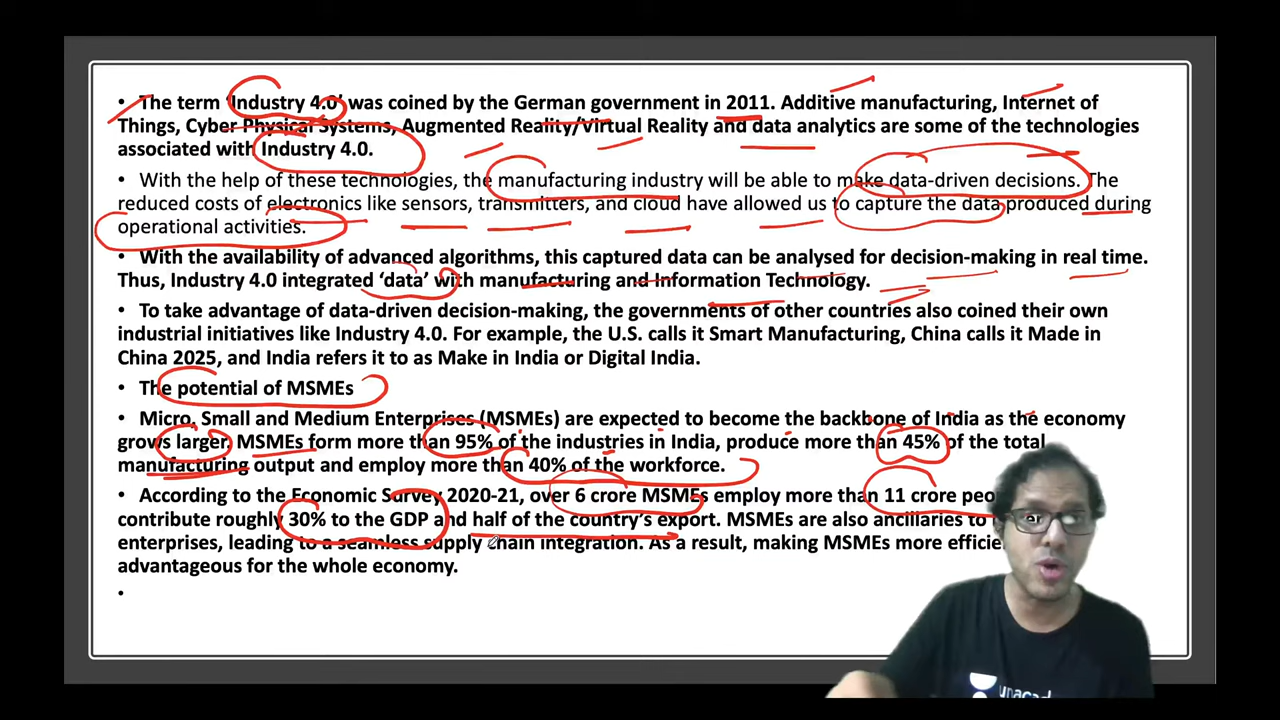 • The term ‘Industry 4.0’ was coined by the German government in 2011. Additive manufacturing, Internet of
Things, Cyber Physical Systems, Augmented Reality/Virtual Reality and data analytics are some of the technologies
associated with Industry 4.0.
• With the help of these technologies, the manufacturing industry will be able to make data-driven decisions. The
reduced costs of electronics like sensors, transmitters, and cloud have allowed us to capture the data produced during
operational activities.
• With the availability of advanced algorithms, this captured data can be analysed for decision-making in real time.
Thus, Industry 4.0 integrated ‘data’ with manufacturing and Information Technology.
• To take advantage of data-driven decision-making, the governments of other countries also coined their own
industrial initiatives like Industry 4.0. For example, the U.S. calls it Smart Manufacturing, China calls it Made in
China 2025, and India refers it to as Make in India or Digital India.
• The potential of MSMEs
• Micro, Small and Medium Enterprises (MSMEs) are expected to become the backbone of India as the economy
grows larger. MSMEs form more than 95% of the industries in India, produce more than 45% of the total
manufacturing output and employ more than 40% of the workforce.
• According to the Economic Survey 2020-21, over 6 crore MSMEs employ more than 11 crore
contribute roughly 30% to the GDP and half of the country’s export. MSMEs are also ancillaries to
enterprises, leading to a seamless supply chain integration. As a result, making MSMEs more
advantageous for the whole economy.
•